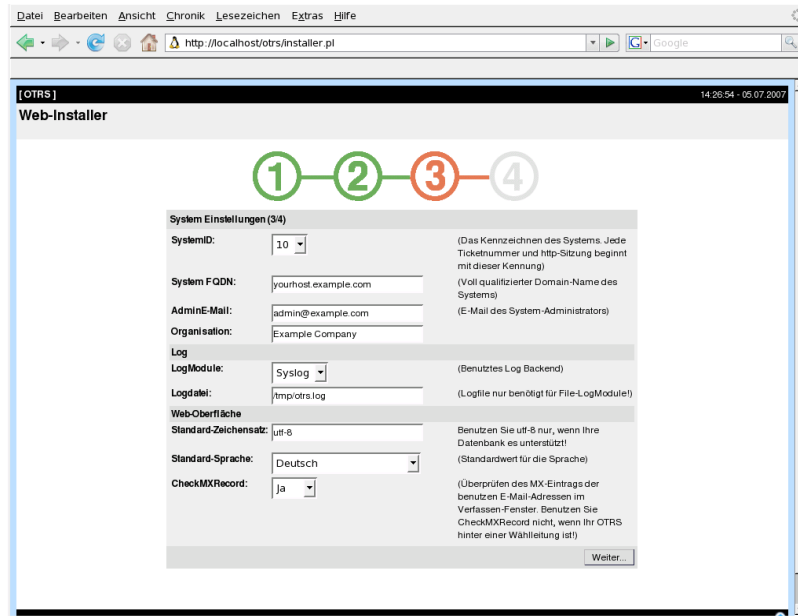 Datei Bearbeiten Ansicht Chronik Lesezeichen Extras Hilfe
http://localhost/otrs/installer.pl
G Google
[ OTRS ] 14:26:54 - 05.07.2007
Web-Installer
1 2 3 4
System Einstellungen (3/4)
SystemID: 10 (Das Kennzeichnen des Systems. Jede
Ticketnummer und http-Sitzung beginnt
mit dieser Kennung)
System FQDN: yourhost.example.com (Voll qualifizierter Domain-Name des
Systems)
AdminE-Mail: admin@example.com (E-Mail des System-Administrators)
Organisation: Example Company
Log
LogModule: Syslog (Benutztes Log Backend)
Logdatei: /tmp/otrs.log (Logfile nur benötigt für File-LogModule!)
Web-Oberfläche
Standard-Zeichensatz: utf-8 Benutzen Sie utf-8 nur, wenn Ihre
Datenbank es unterstützt!
Standard-Sprache: Deutsch (Standardwert für die Sprache)
CheckMXRecord: Ja (Überprüfen des MX-Eintrags der
benutzen E-Mail-Adressen im
Verfassen-Fenster. Benutzen Sie
CheckMXRecord nicht, wenn Ihr OTRS
hinter einer Wählleitung ist!)
Weiter...